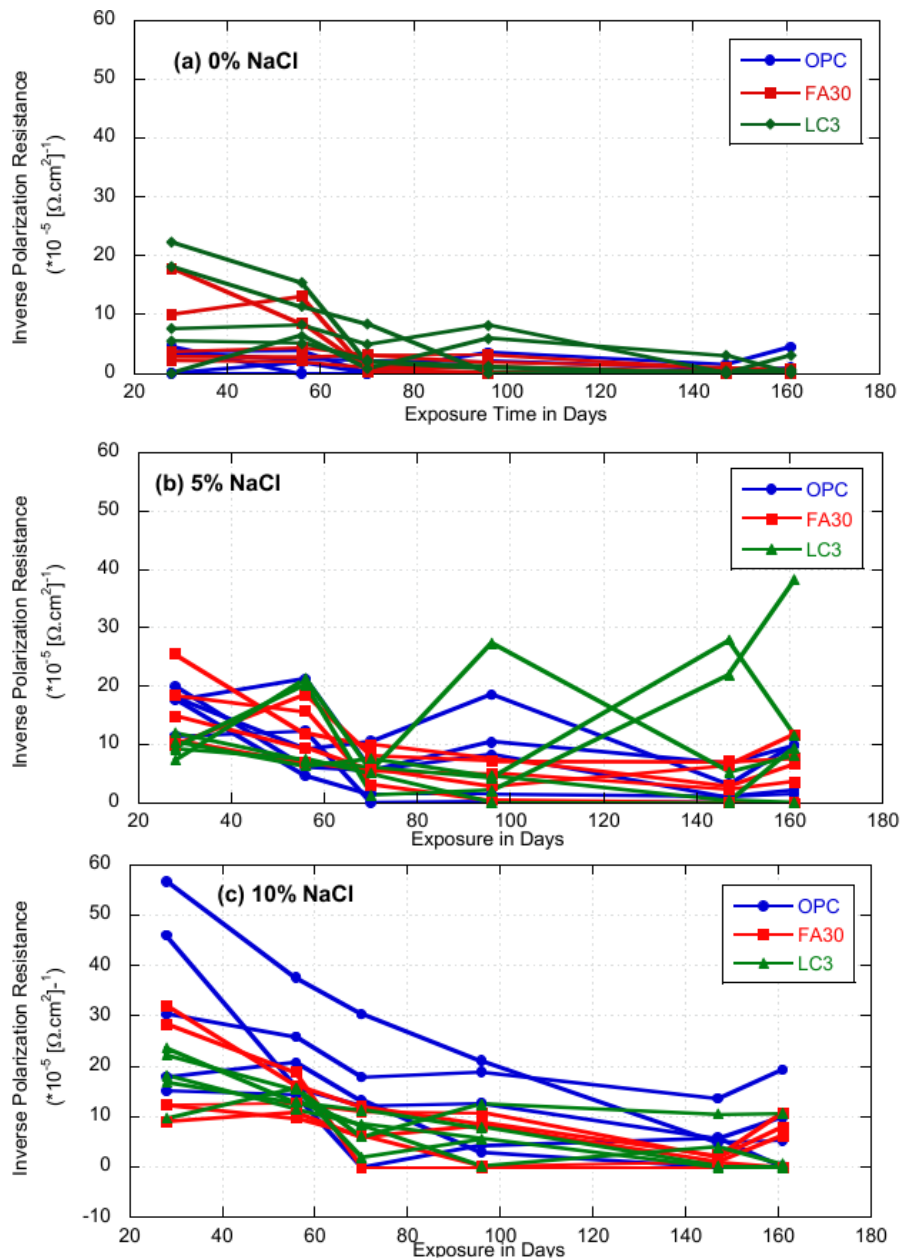 (a) 0% NaCl
OPC
FA30
LC3
Inverse Polarization Resistance
(*10 -5 [Ω.cm²]-1
60
50
40
30
20
10
0
20 40 60 80 100 120 140 160 180
Exposure Time in Days
(b) 5% NaCl
OPC
FA30
LC3
Inverse Polarization Resistance
(*10-5 [Ω.cm²]-1
60
50
40
30
20
10
0
20 40 60 80 100 120 140 160 180
Exposure in Days
(c) 10% NaCl
OPC
FA30
LC3
Inverse Polarization Resistance
(*10-5 [Ω.cm²]-1)
60
50
40
30
20
10
0
-10
20 40 60 80 100 120 140 160 180
Exposure in Days